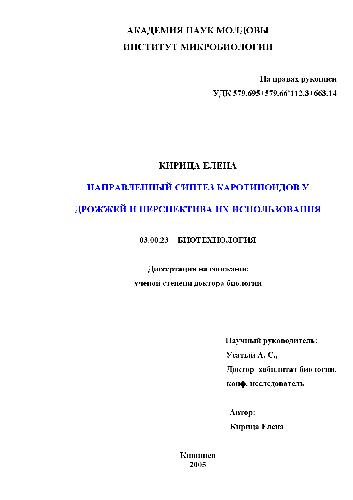 АКАДЕМИЯ НАУК МОЛДОВЫ
ИНСТИТУТ МИКРОБИОЛОГИИ
На правах рукописи
УДК 579.695+579.66'112.8+663.14
КИРИЦА ЕЛЕНА
НАПРАВЛЕННЫЙ СИНТЕЗ КАРОТИНОИДОВ У
ДРОЖЖЕЙ И ПЕРСПЕКТИВА ИХ ИСПОЛЬЗОВАНИЯ
03.00.23 БИОТЕХНОЛОГИЯ
Диссертация на соискание
ученой степени доктора биологии
Научный руководитель:
Усатый А. С.,
Доктор хабилитат биологии,
конф. исследователь
Автор:
Кирица Елена
Кишинев
2005